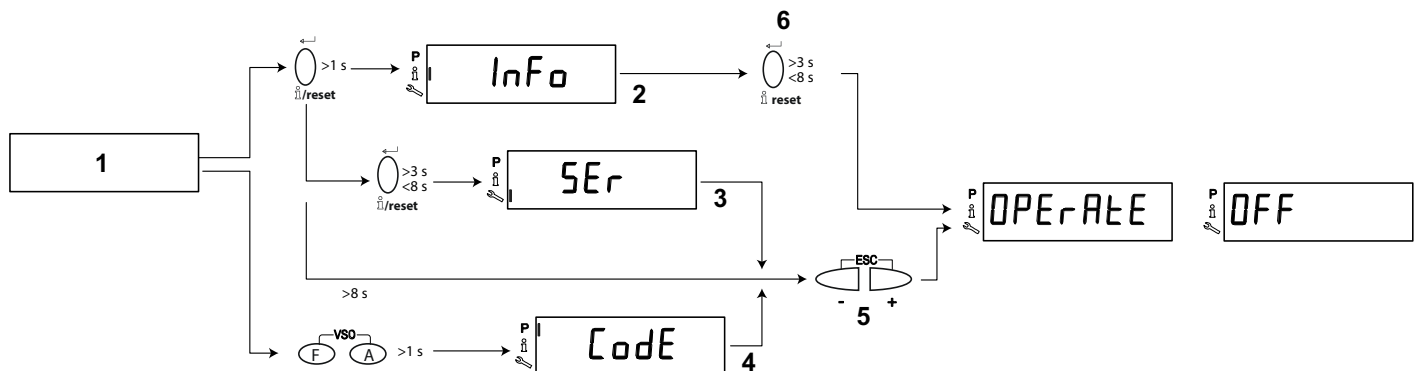 6
P
>1 s
InFo
>3 s
<8 s
i/reset
2
i reset
1
P
>3 s
<8 s
SEr
i/reset
3
P
P
OPErAtE
OFF
ESC
>8 s
- +
5
VSO
P
F A >1 s
CodE
4